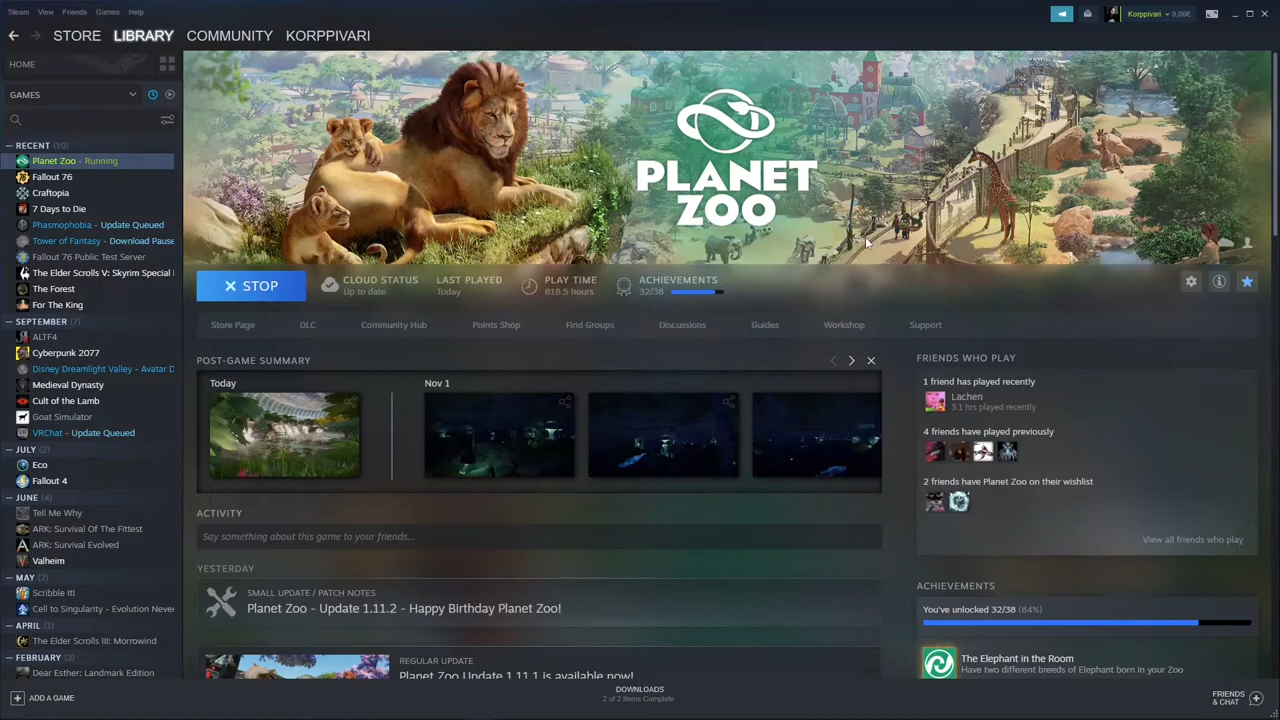 Steam View Friends Games Help
Korppivari 0,06€
STORE LIBRARY COMMUNITY KORPPIVARI
HOME
GAMES
RECENT (10)
Planet Zoo - Running
Fallout 76
Craftopia
7 Days to Die
Phasmophobia - Update Queued
Tower of Fantasy - Download Pause
Fallout 76 Public Test Server
The Elder Scrolls V: Skyrim Special
The Forest
For The King
SEPTEMBER (7)
ALTF4
Cyberpunk 2077
Disney Dreamlight Valley - Avatar D
Medieval Dynasty
Cult of the Lamb
Goat Simulator
VRChat - Update Queued
JULY (2)
Eco
Fallout 4
JUNE (4)
Tell Me Why
ARK: Survival Of The Fittest
ARK: Survival Evolved
Valheim
MAY (2)
Scribble It!
Cell to Singularity - Evolution Never
APRIL (1)
The Elder Scrolls III: Morrowind
FEBRUARY (3)
Dear Esther: Landmark Edition
ADD A GAME
PLANET
ZOO
STOP
CLOUD STATUS
Up to date
LAST PLAYED
Today
PLAY TIME
818.5 hours
ACHIEVEMENTS
32/38
Store Page DLC Community Hub Points Shop Find Groups Discussions Guides Workshop Support
POST-GAME SUMMARY
Today
Nov 1
ACTIVITY
Say something about this game to your friends...
YESTERDAY
SMALL UPDATE / PATCH NOTES
Planet Zoo - Update 1.11.2 - Happy Birthday Planet Zoo!
REGULAR UPDATE
Planet Zoo Update 1.11.1 is available now!
FRIENDS WHO PLAY
1 friend has played recently
Lachen
3.1 hrs played recently
4 friends have played previously
2 friends have Planet Zoo on their wishlist
View all friends who play
ACHIEVEMENTS
You've unlocked 32/38 (84%)
The Elephant in the Room
Have two different breeds of Elephant born in your Zoo
DOWNLOADS
2 of 2 Items Complete
FRIENDS
& CHAT